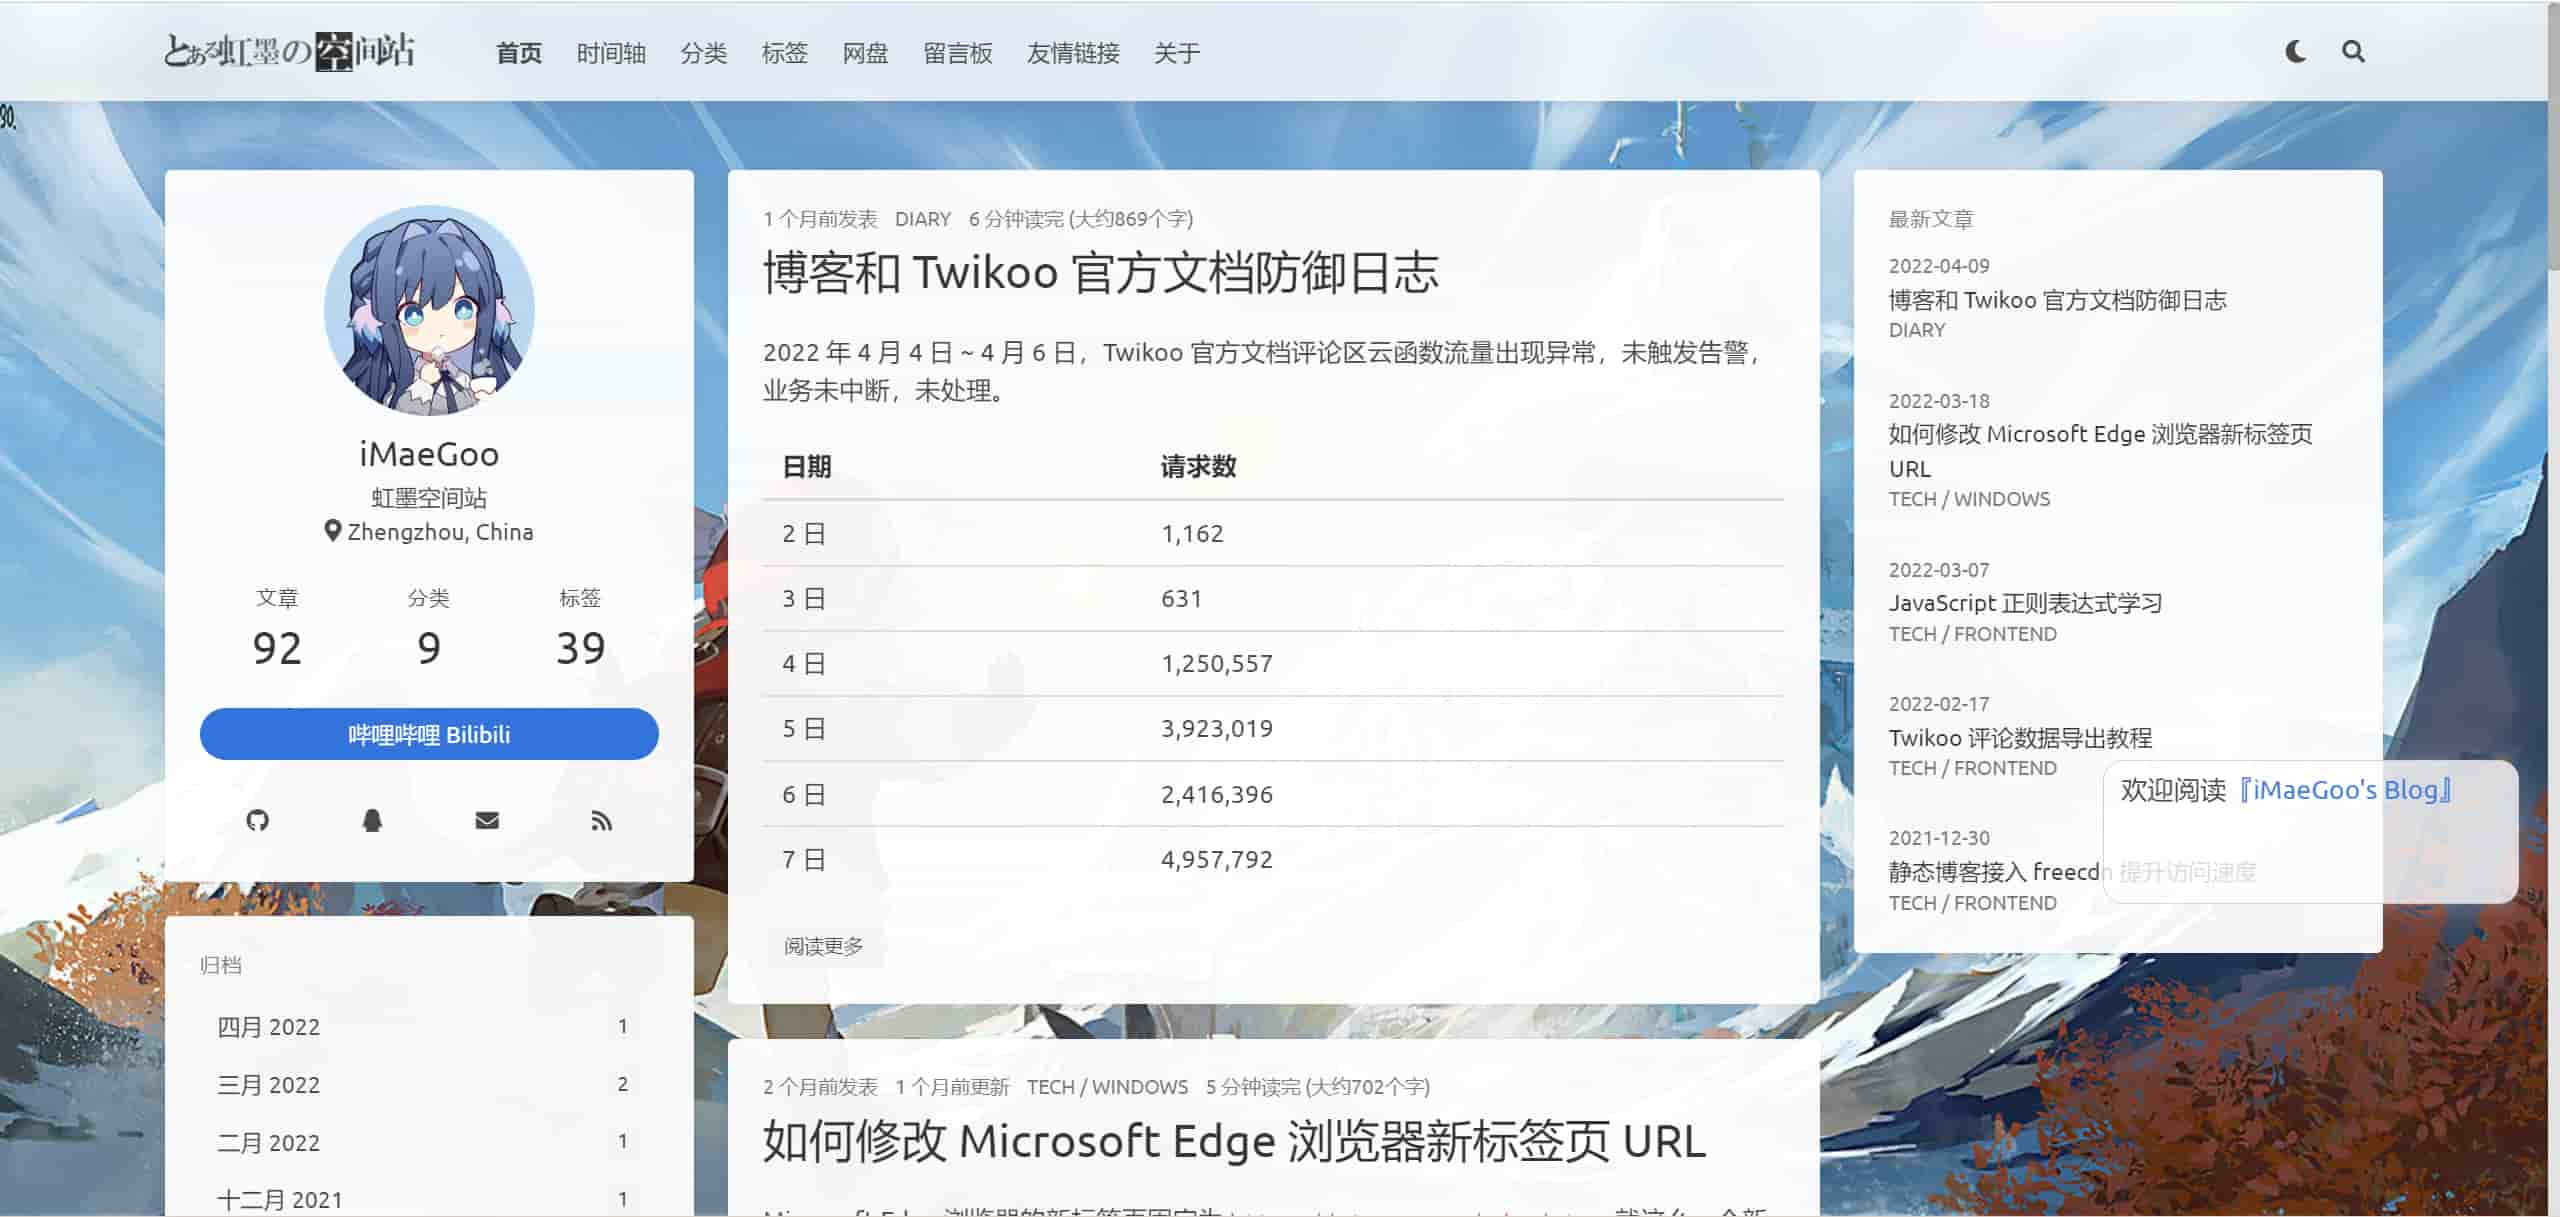 とある虹墨の空间站
首页 时间轴 分类 标签 网盘 留言板 友情链接 关于
iMaeGoo
虹墨空间站
Zhengzhou, China
文章 分类 标签
92 9 39
哔哩哔哩 Bilibili
归档
四月 2022 1
三月 2022 2
二月 2022 1
十二月 2021 1
1 个月前发表 DIARY 6 分钟读完 (大约869个字)
博客和 Twikoo 官方文档防御日志
2022 年 4 月 4 日 ~ 4 月 6 日，Twikoo 官方文档评论区云函数流量出现异常，未触发告警，
业务未中断，未处理。
日期 请求数
2 日 1,162
3 日 631
4 日 1,250,557
5 日 3,923,019
6 日 2,416,396
7 日 4,957,792
阅读更多
2 个月前发表 1 个月前更新 TECH / WINDOWS 5 分钟读完 (大约702个字)
如何修改 Microsoft Edge 浏览器新标签页 URL
最新文章
2022-04-09
博客和 Twikoo 官方文档防御日志
DIARY
2022-03-18
如何修改 Microsoft Edge 浏览器新标签页
URL
TECH / WINDOWS
2022-03-07
JavaScript 正则表达式学习
TECH / FRONTEND
2022-02-17
Twikoo 评论数据导出教程
TECH / FRONTEND
2021-12-30
静态博客接入 freecdn 提升访问速度
TECH / FRONTEND
欢迎阅读『iMaeGoo's Blog』